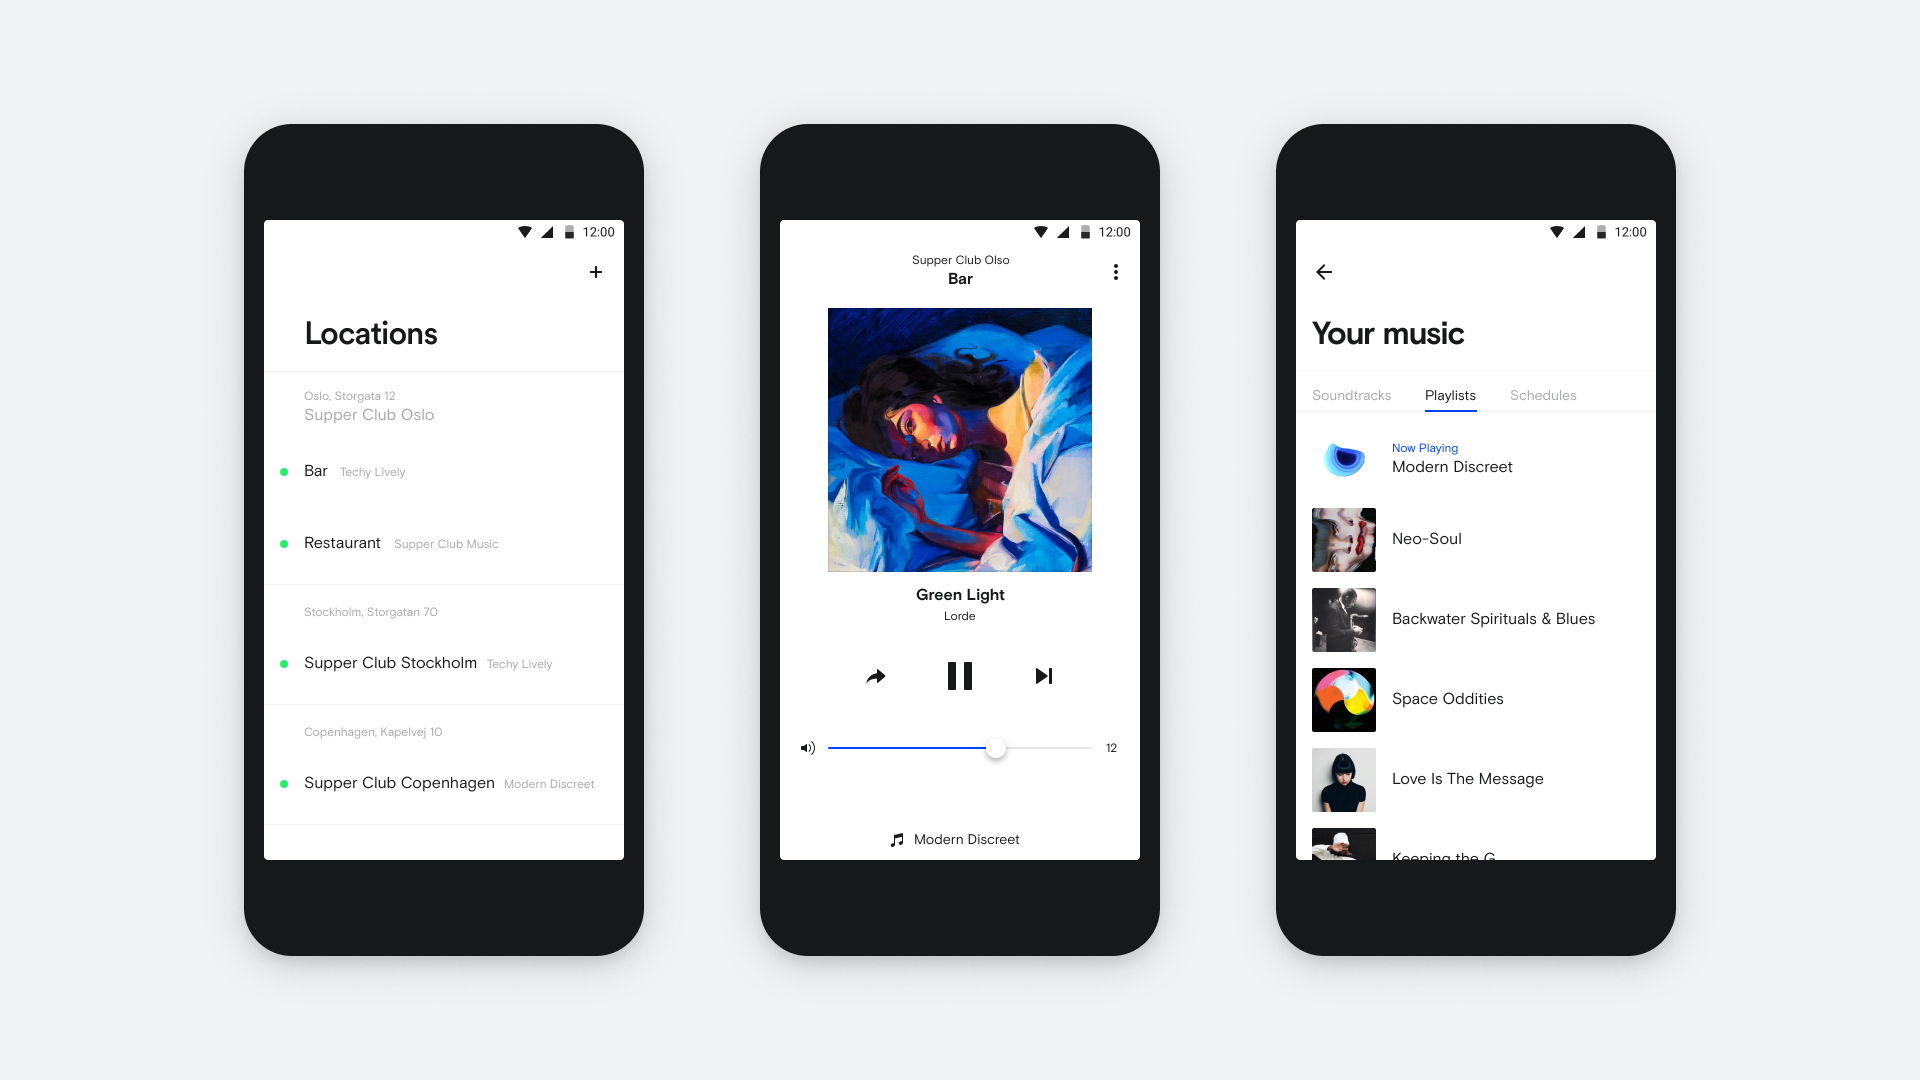 12:00
Locations
Oslo, Storgata 12
Supper Club Oslo
Bar Techy Lively
Restaurant Supper Club Music
Stockholm, Storgatan 70
Supper Club Stockholm Techy Lively
Copenhagen, Kapelvej 10
Supper Club Copenhagen Modern Discreet
12:00
Supper Club Olso
Bar
Green Light
Lorde
12
Modern Discreet
12:00
Your music
Soundtracks Playlists Schedules
Now Playing
Modern Discreet
Neo-Soul
Backwater Spirituals & Blues
Space Oddities
Love Is The Message
Keeping the G